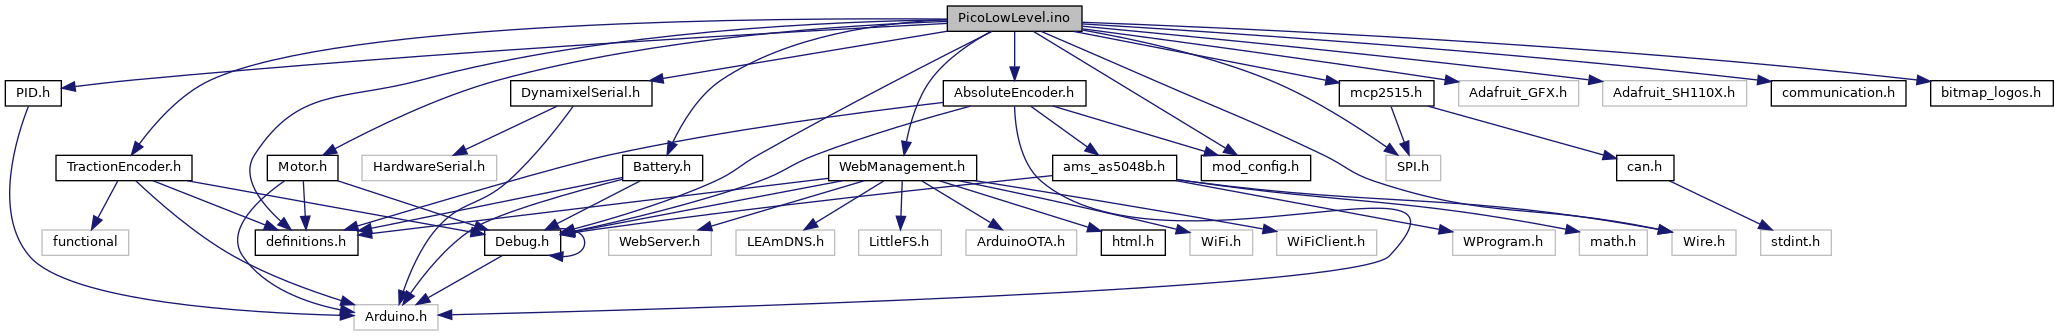 PicoLowLevel.ino
PID.h
DynamixelSerial.h
AbsoluteEncoder.h
mcp2515.h
Adafruit_GFX.h
Adafruit_SH110X.h
communication.h
bitmap_logos.h
TractionEncoder.h
Motor.h
HardwareSerial.h
Battery.h
WebManagement.h
ams_as5048b.h
mod_config.h
SPI.h
can.h
functional
definitions.h
Debug.h
WebServer.h
LEAmDNS.h
LittleFS.h
ArduinoOTA.h
html.h
WiFi.h
WiFiClient.h
WProgram.h
math.h
Wire.h
stdint.h
Arduino.h